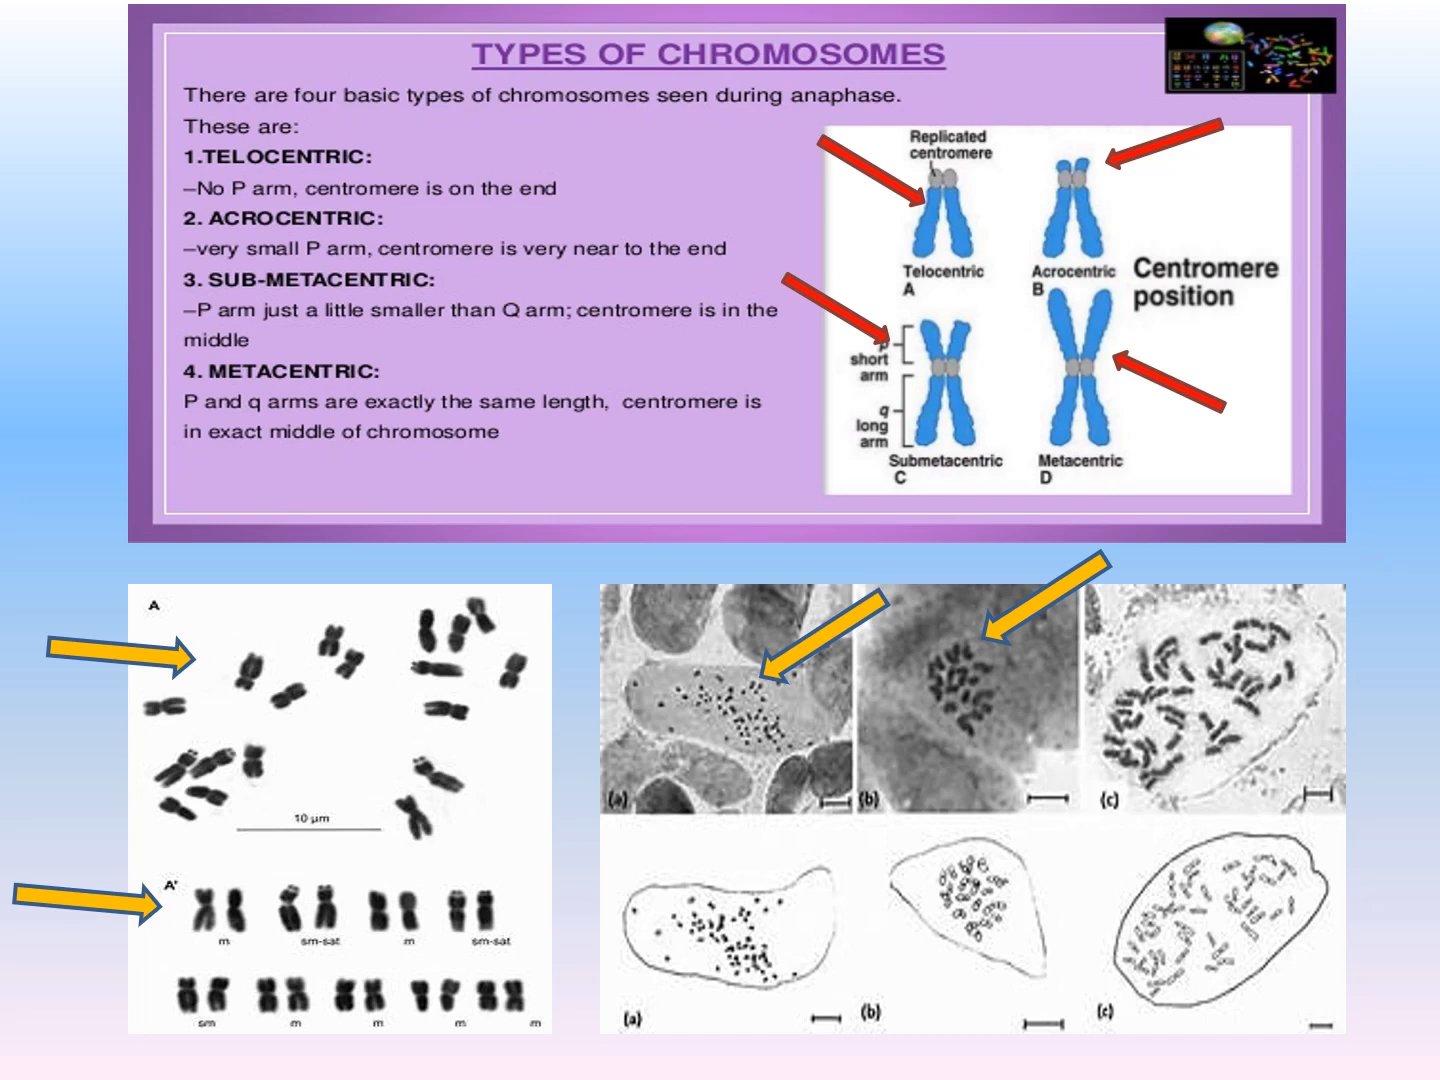 TYPES OF CHROMOSOMES
There are four basic types of chromosomes seen during anaphase.
These are:
1.TELOCENTRIC:
–No P arm, centromere is on the end
2. ACROCENTRIC:
–very small P arm, centromere is very near to the end
3. SUB-METACENTRIC:
–P arm just a little smaller than Q arm; centromere is in the
middle
4. METACENTRIC:
P and q arms are exactly the same length, centromere is
in exact middle of chromosome
Replicated
centromere
Telocentric
A
Acrocentric
B
Centromere
position
p
short
arm
q
long
arm
Submetacentric
C
Metacentric
D
A
10 µm
A'
m
sm-sat
m
sm-sat
sm
m
m
m
m
(a)
(b)
(c)
(a)
(b)
(c)